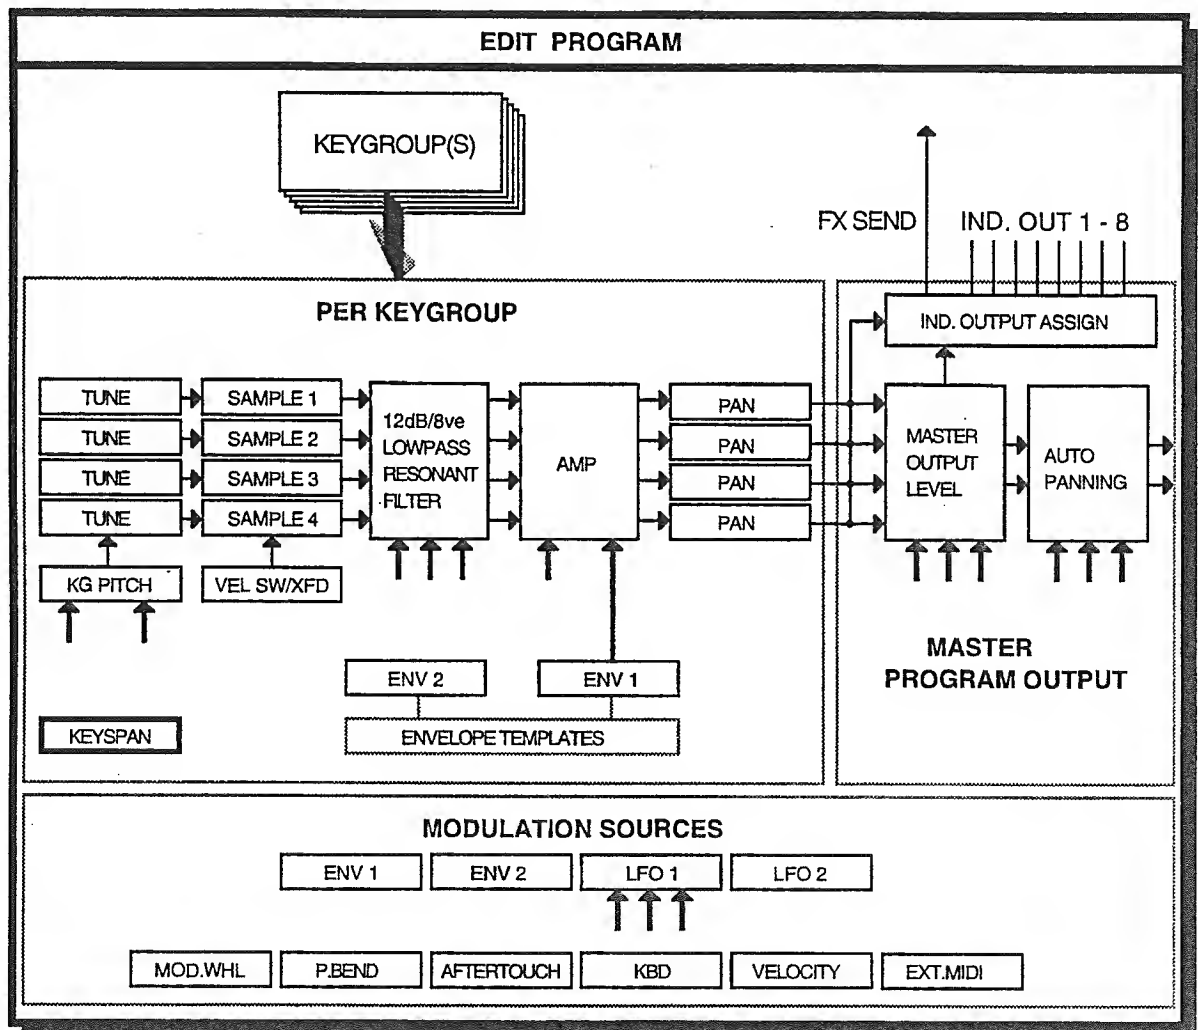 EDIT PROGRAM
KEYGROUP(S)
FX SEND
IND. OUT 1 - 8
PER KEYGROUP
IND. OUTPUT ASSIGN
TUNE
SAMPLE 1
TUNE
SAMPLE 2
TUNE
SAMPLE 3
TUNE
SAMPLE 4
12dB/8ve
LOWPASS
RESONANT
FILTER
AMP
PAN
PAN
PAN
PAN
MASTER
OUTPUT
LEVEL
AUTO
PANNING
KG PITCH
VEL SW/XFD
MASTER
PROGRAM OUTPUT
ENV 2
ENV 1
KEYSPAN
ENVELOPE TEMPLATES
MODULATION SOURCES
ENV 1
ENV 2
LFO 1
LFO 2
MOD.WHL
P.BEND
AFTERTOUCH
KBD
VELOCITY
EXT.MIDI